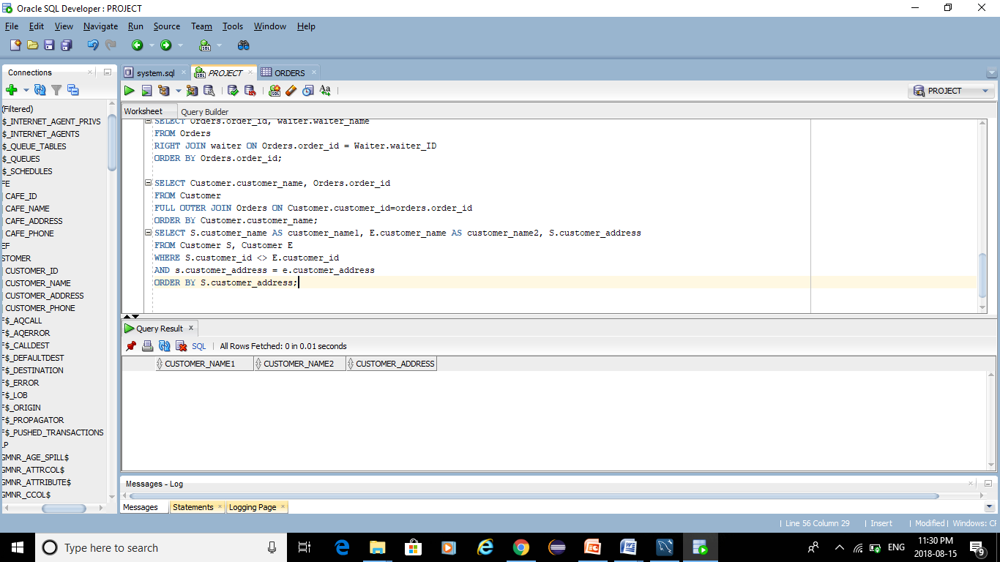 Oracle SQL Developer : PROJECT
File Edit View Navigate Run Source Team Tools Window Help
Connections
system.sql
PROJECT
ORDERS
PROJECT
Worksheet Query Builder
(Filtered)
$_INTERNET_AGENT_PRIVS
$_INTERNET_AGENTS
$_QUEUE_TABLES
$_QUEUES
$_SCHEDULES
FE
CAFE_ID
CAFE_NAME
CAFE_ADDRESS
CAFE_PHONE
EF
STOMER
CUSTOMER_ID
CUSTOMER_NAME
CUSTOMER_ADDRESS
CUSTOMER_PHONE
F$_AQCALL
F$_AQERROR
F$_CALLDEST
F$_DEFAULTDEST
F$_DESTINATION
F$_ERROR
F$_LOB
F$_ORIGIN
F$_PROPAGATOR
F$_PUSHED_TRANSACTIONS
LP
GMNR_AGE_SPILL$
GMNR_ATTRCOL$
GMNR_ATTRIBUTE$
GMNR_CCOL$
SELECT Orders.order_id, Waiter.waiter_name
FROM Orders
RIGHT JOIN waiter ON Orders.order_id = Waiter.waiter_ID
ORDER BY Orders.order_id;
SELECT Customer.customer_name, Orders.order_id
FROM Customer
FULL OUTER JOIN Orders ON Customer.customer_id=orders.order_id
ORDER BY Customer.customer_name;
SELECT S.customer_name AS customer_name1, E.customer_name AS customer_name2, S.customer_address
FROM Customer S, Customer E
WHERE S.customer_id <> E.customer_id
AND s.customer_address = e.customer_address
ORDER BY S.customer_address;
Query Result
SQL | All Rows Fetched: 0 in 0.01 seconds
CUSTOMER_NAME1 CUSTOMER_NAME2 CUSTOMER_ADDRESS
Messages - Log
Messages Statements Logging Page
| Line 56 Column 29 | Insert | Modified | Windows: CF
Type here to search
ENG
11:30 PM
2018-08-15
9